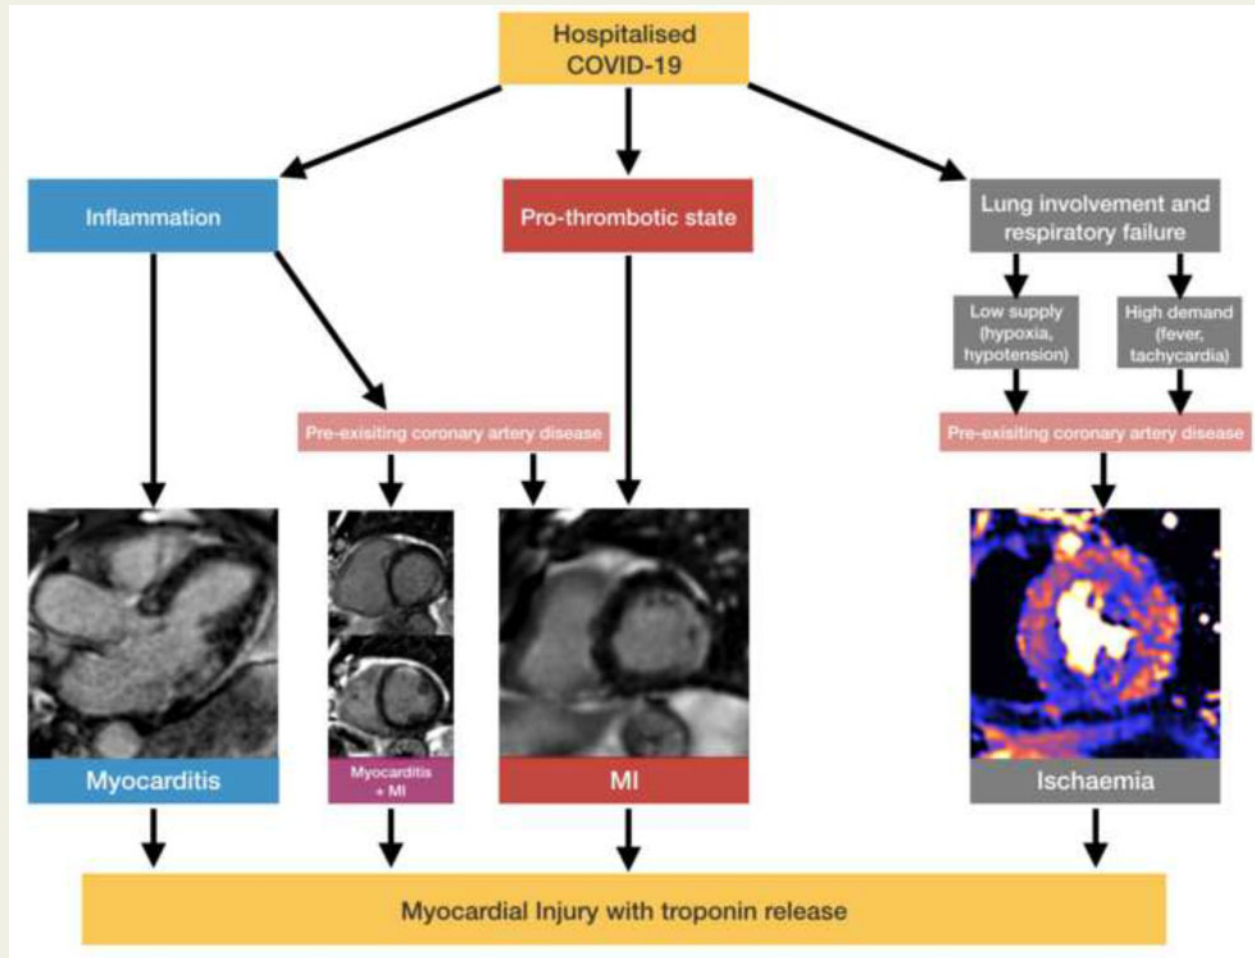 Hospitalised
COVID-19
Inflammation
Pro-thrombotic state
Lung involvement and
respiratory failure
Low supply
(hypoxia,
hypotension)
High demand
(fever,
tachycardia)
Pre-exisiting coronary artery disease
Pre-exisiting coronary artery disease
Myocarditis
Myocarditis
+ MI
MI
Ischaemia
Myocardial Injury with troponin release